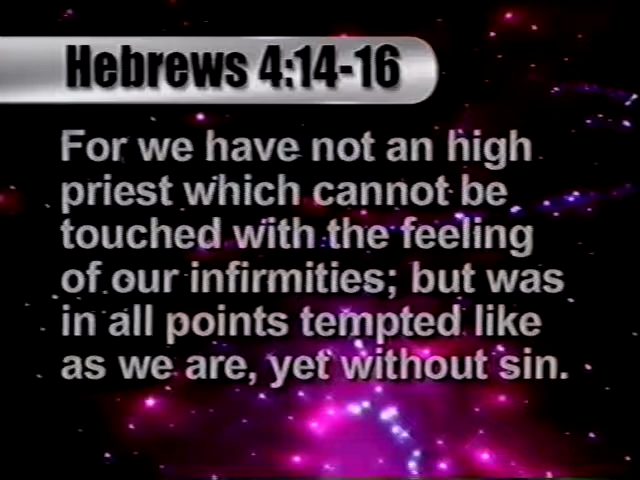 Hebrews 4:14-16
For we have not an high
priest which cannot be
touched with the feeling
of our infirmities; but was
in all points tempted like
as we are, yet without sin.